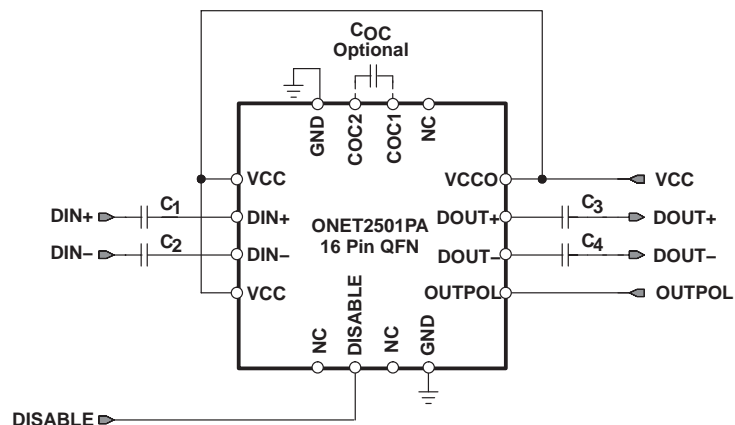 COC
Optional
GND
COC2
COC1
NC
VCC
VCCO
VCC
DIN+
C1
DIN+
ONET2501PA
16 Pin QFN
DOUT+
C3
DOUT+
DIN–
C2
DIN–
DOUT–
C4
DOUT–
VCC
OUTPOL
OUTPOL
NC
DISABLE
NC
GND
DISABLE